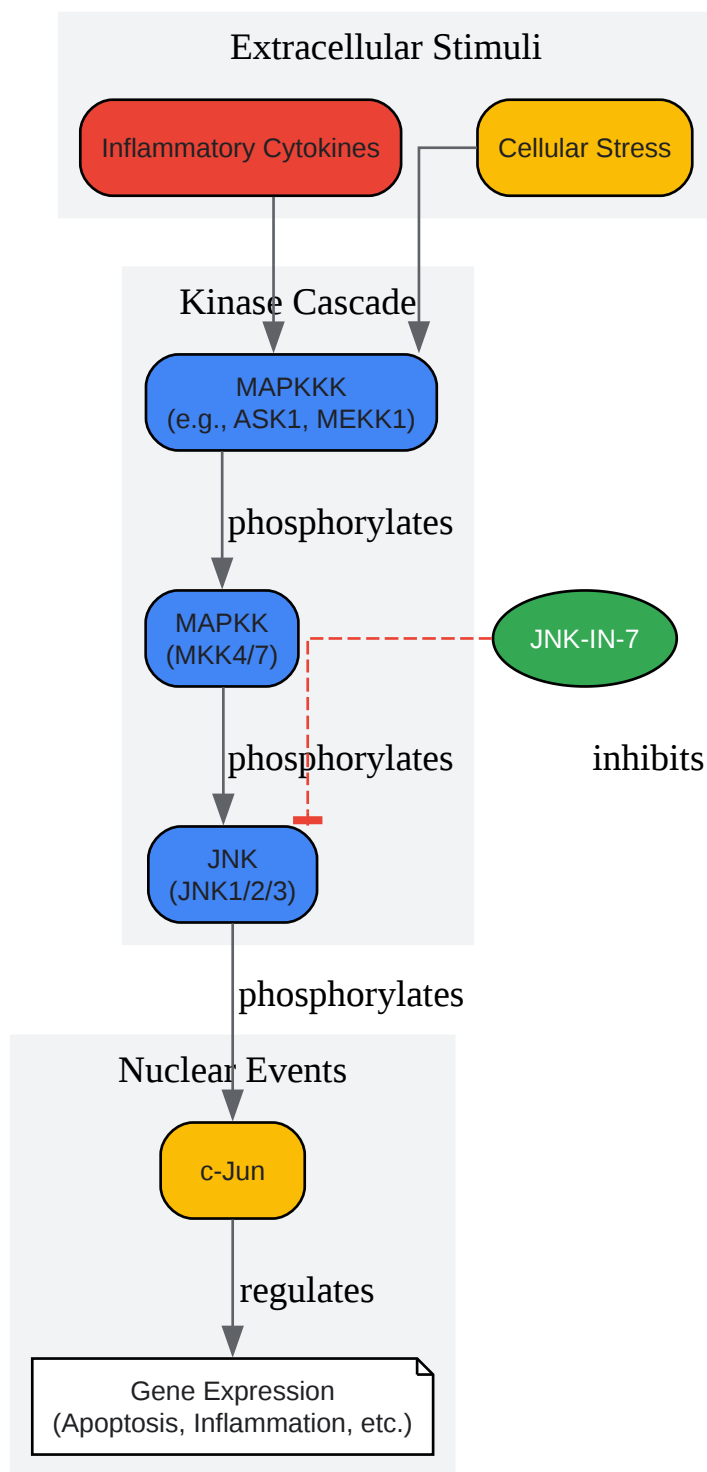 Extracellular Stimuli
Inflammatory Cytokines
Cellular Stress
Kinase Cascade
MAPKKK
(e.g., ASK1, MEKK1)
phosphorylates
MAPKK
(MKK4/7)
JNK-IN-7
phosphorylates
inhibits
JNK
(JNK1/2/3)
phosphorylates
Nuclear Events
c-Jun
regulates
Gene Expression
(Apoptosis, Inflammation, etc.)